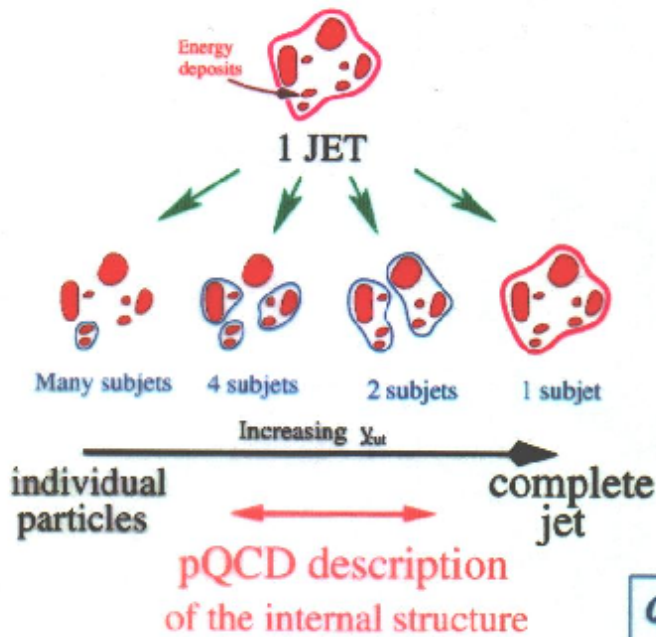 Energy
deposits
1 JET
Many subjets
4 subjets
2 subjets
1 subjet
Increasing ycut
individual
particles
complete
jet
pQCD description
of the internal structure